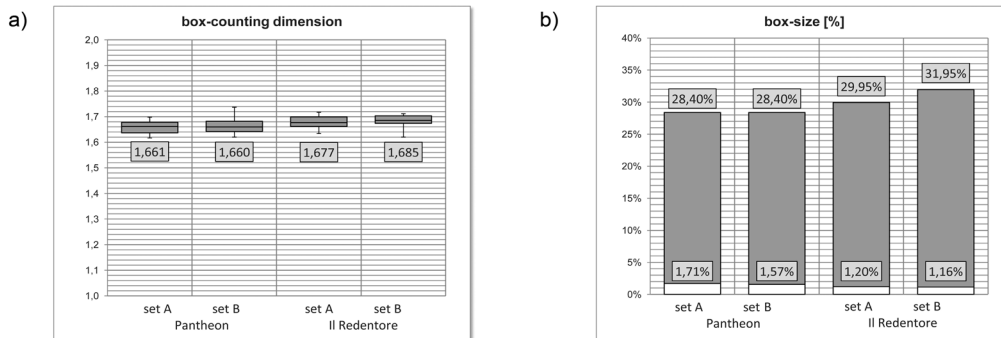 a)
box-counting dimension
2,0
1,9
1,8
1,7
1,6
1,5
1,4
1,3
1,2
1,1
1,0
1,661
1,660
1,677
1,685
set A
set B
set A
set B
Pantheon
Il Redentore
b)
box-size [%]
40%
35%
30%
25%
20%
15%
10%
5%
0%
28,40%
28,40%
29,95%
31,95%
1,71%
1,57%
1,20%
1,16%
set A
set B
set A
set B
Pantheon
Il Redentore